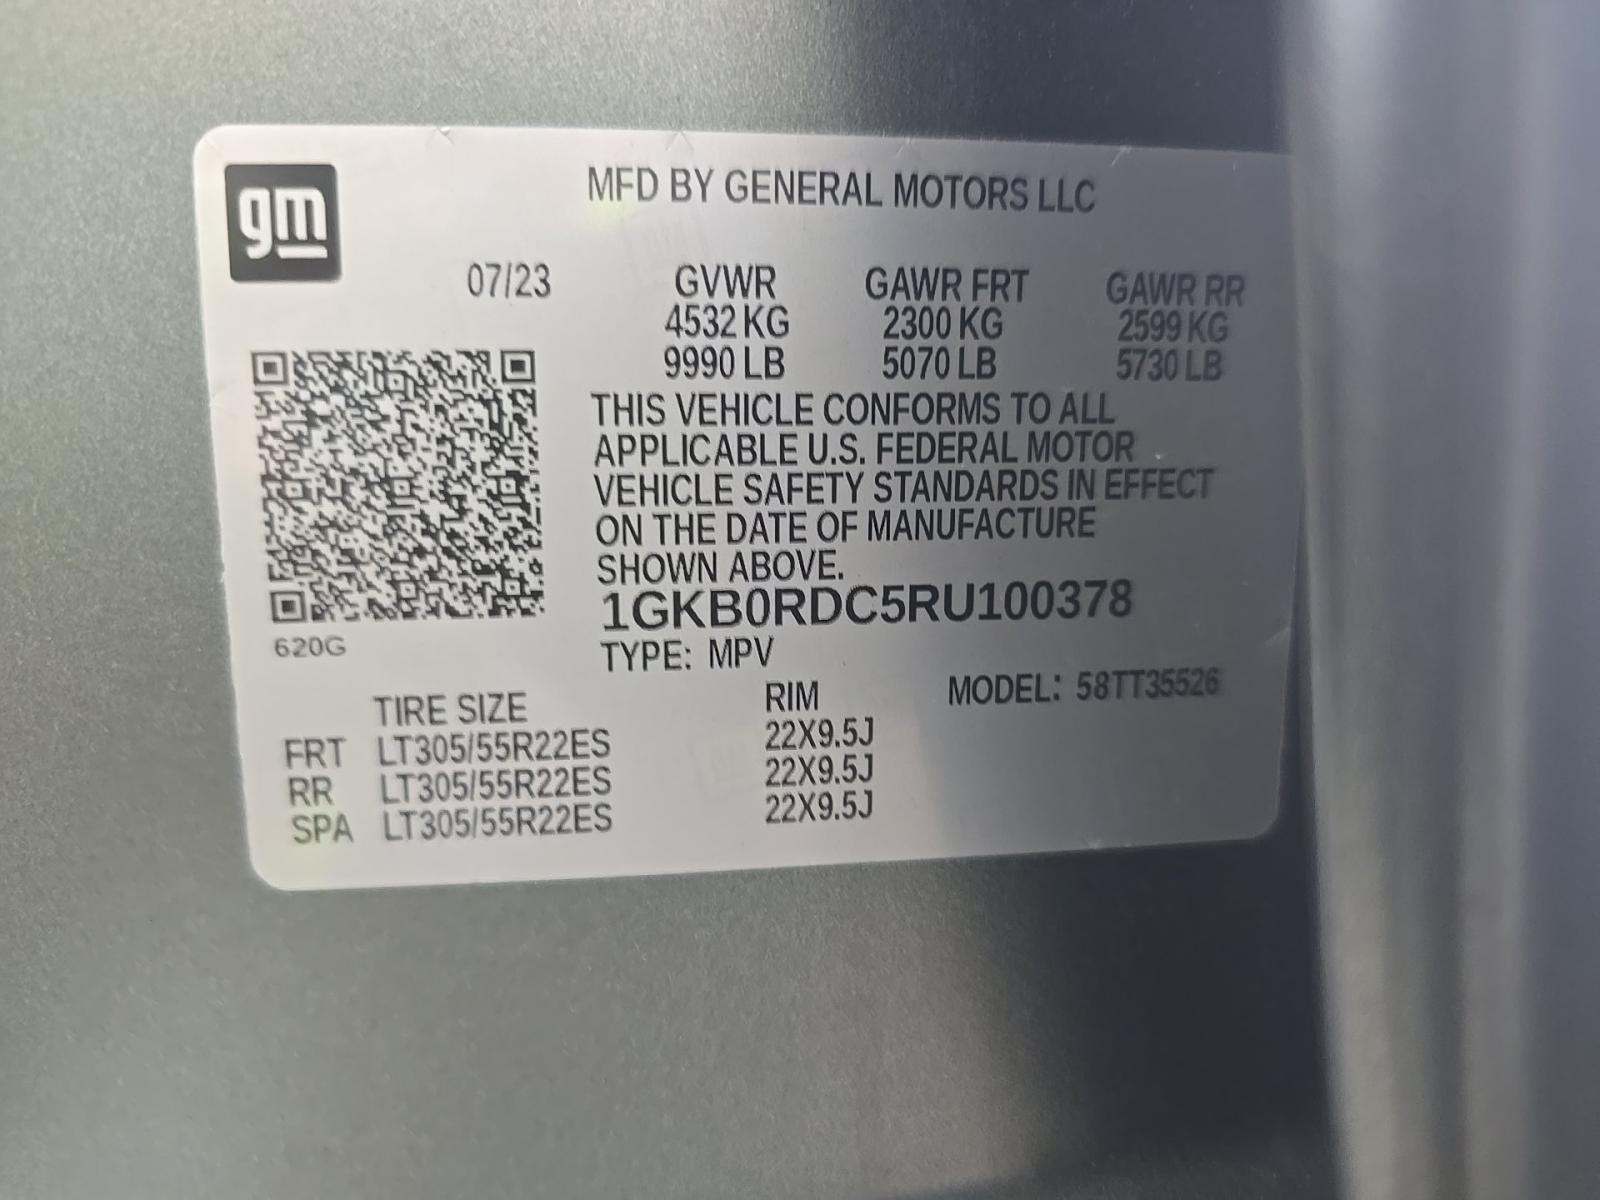 gm
MFD BY GENERAL MOTORS LLC
07/23 GVWR GAWR FRT GAWR RR
4532 KG 2300 KG 2599 KG
9990 LB 5070 LB 5730 LB
THIS VEHICLE CONFORMS TO ALL
APPLICABLE U.S. FEDERAL MOTOR
VEHICLE SAFETY STANDARDS IN EFFECT
ON THE DATE OF MANUFACTURE
SHOWN ABOVE.
1GKB0RDC5RU100378
620G
TYPE: MPV
TIRE SIZE RIM MODEL: 58TT35526
FRT LT305/55R22ES 22X9.5J
RR LT305/55R22ES 22X9.5J
SPA LT305/55R22ES 22X9.5J